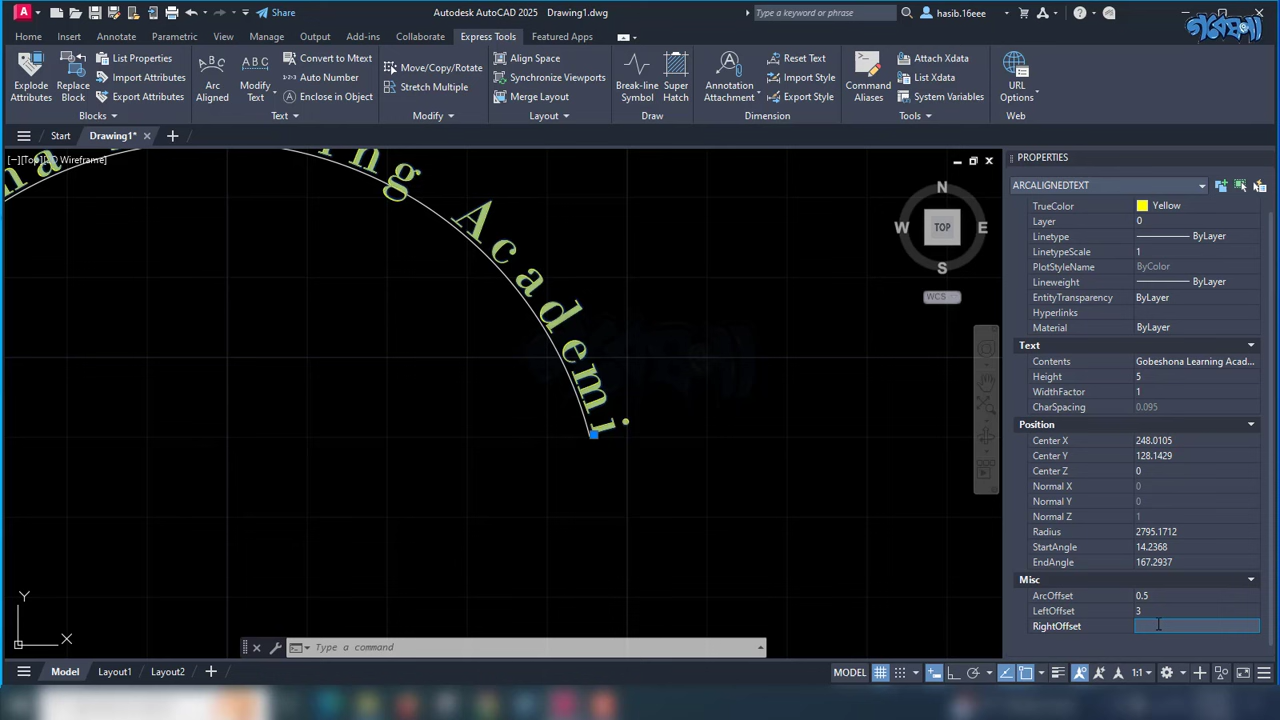 Share
Autodesk AutoCAD 2025 Drawing1.dwg
Type a keyword or phrase
hasib.16eee
গবেষণা
Home Insert Annotate Parametric View Manage Output Add-ins Collaborate Express Tools Featured Apps
Explode Attributes
Replace Block
List Properties
Import Attributes
Export Attributes
Arc Aligned
Modify Text
Convert to Mtext
Auto Number
Enclose in Object
Move/Copy/Rotate
Stretch Multiple
Align Space
Synchronize Viewports
Merge Layout
Break-line Symbol
Super Hatch
Annotation Attachment
Reset Text
Import Style
Export Style
Command Aliases
Attach Xdata
List Xdata
System Variables
URL Options
Blocks Text Modify Layout Draw Dimension Tools Web
Start Drawing1*
[-][Top] D Wireframe]
ng Academi
N
W TOP E
S
WCS
Y
X
PROPERTIES
ARCALIGNEDTEXT
TrueColor Yellow
Layer 0
Linetype ByLayer
LinetypeScale 1
PlotStyleName ByColor
Lineweight ByLayer
EntityTransparency ByLayer
Hyperlinks
Material ByLayer
Text
Contents Gobeshona Learning Acad...
Height 5
WidthFactor 1
CharSpacing 0.095
Position
Center X 248.0105
Center Y 128.1429
Center Z 0
Normal X 0
Normal Y 0
Normal Z 1
Radius 2795.1712
StartAngle 14.2368
EndAngle 167.2937
Misc
ArcOffset 0.5
LeftOffset 3
RightOffset
Type a command
Model Layout1 Layout2
MODEL 1:1